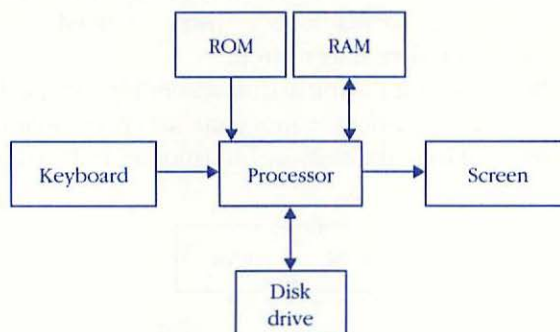 ROM
RAM
Keyboard
Processor
Screen
Disk
drive